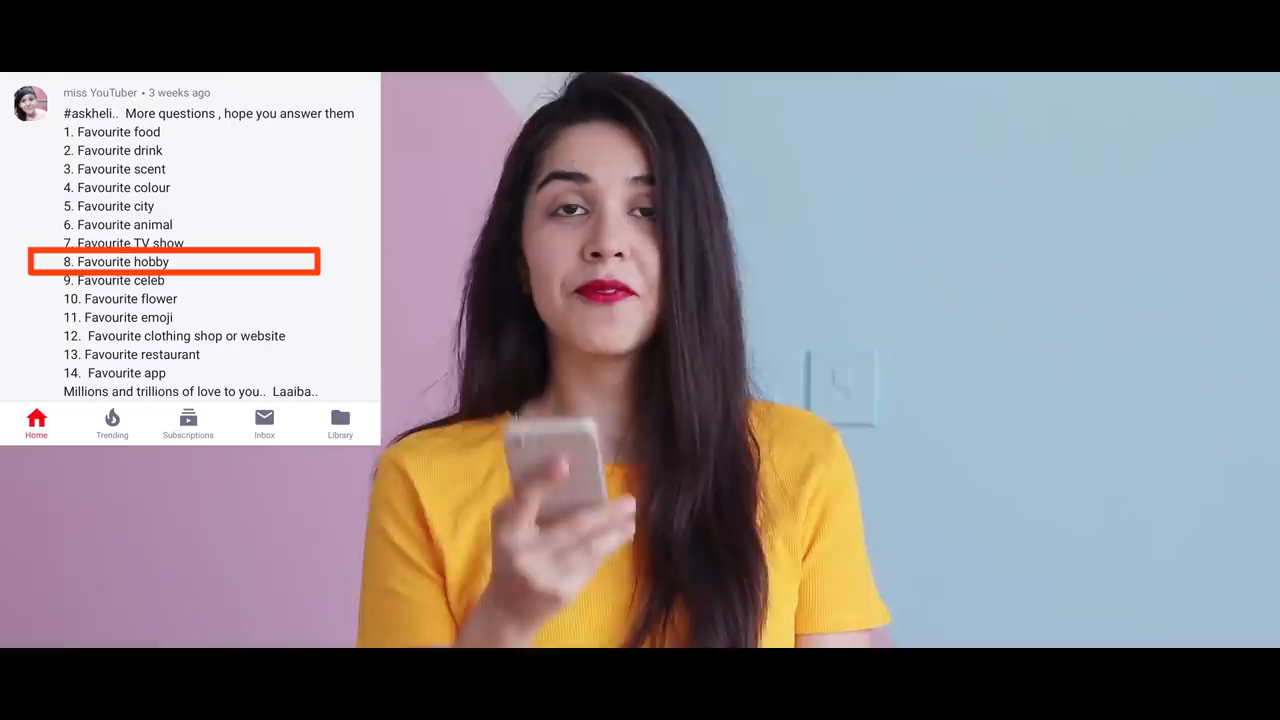 miss YouTuber • 3 weeks ago
#askheli.. More questions , hope you answer them
1. Favourite food
2. Favourite drink
3. Favourite scent
4. Favourite colour
5. Favourite city
6. Favourite animal
7. Favourite TV show
8. Favourite hobby
9. Favourite celeb
10. Favourite flower
11. Favourite emoji
12. Favourite clothing shop or website
13. Favourite restaurant
14. Favourite app
Millions and trillions of love to you.. Laaiba..
Home Trending Subscriptions Inbox Library